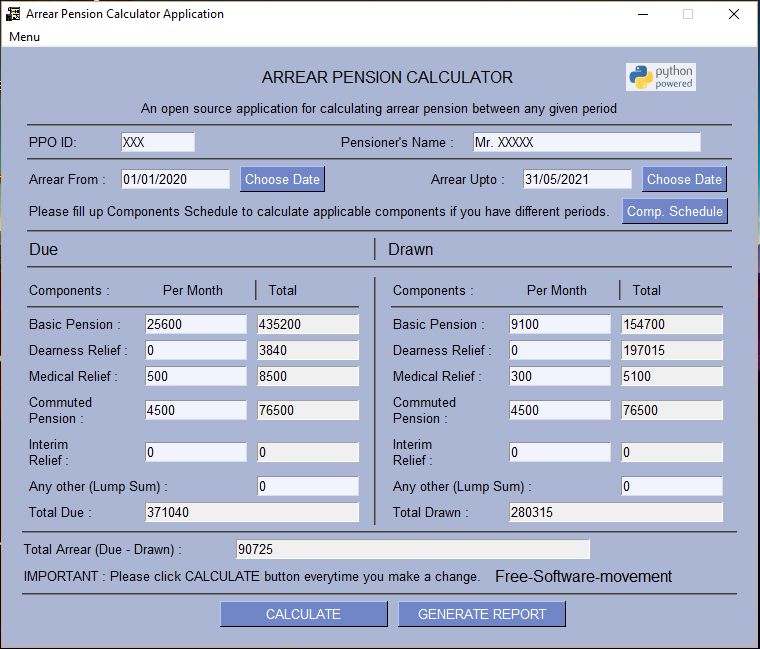 Arrear Pension Calculator Application
Menu
ARREAR PENSION CALCULATOR
python
powered
An open source application for calculating arrear pension between any given period
PPO ID: XXX Pensioner's Name : Mr. XXXXX
Arrear From : 01/01/2020 Choose Date Arrear Upto : 31/05/2021 Choose Date
Please fill up Components Schedule to calculate applicable components if you have different periods. Comp. Schedule
Due Drawn
Components : Per Month Total Components : Per Month Total
Basic Pension : 25600 435200 Basic Pension : 9100 154700
Dearness Relief : 0 3840 Dearness Relief : 0 197015
Medical Relief : 500 8500 Medical Relief : 300 5100
Commuted Pension : 4500 76500 Commuted Pension : 4500 76500
Interim Relief : 0 0 Interim Relief : 0 0
Any other (Lump Sum) : 0 Any other (Lump Sum) : 0
Total Due : 371040 Total Drawn : 280315
Total Arrear (Due - Drawn) : 90725
IMPORTANT : Please click CALCULATE button everytime you make a change. Free-Software-movement
CALCULATE GENERATE REPORT